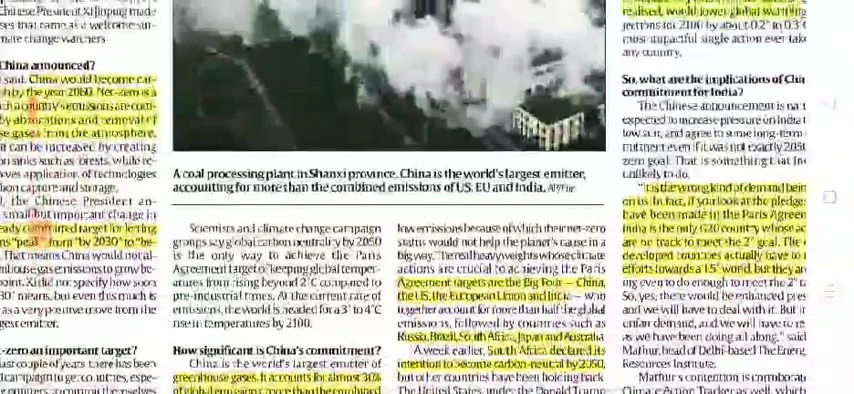 Chinese President Xi Jinping made
ses that came as a welcome sur-
mate change watchers
China announced?
said, China would become car-
by the year 2060. Net-zero is a
country's emissions are com-
by absorptions and removal of
gases from the atmosphere.
can be increased by creating
sinks such as forests, while re-
ves application of technologies
bon capture and storage.
, the Chinese President an-
small but important change in
eady committed target for letting
ns "peak" from "by 2030" to "be-
That means China would not al-
nhouse gas emissions to grow be-
point. Xi did not specify how soon
30" means, but even this much is
as a very positive move from the
gest emitter.
-zero an important target?
ast couple of years there has been
campaign to get countries, espe-
emitters, to commit themselves
A coal processing plant in Shanxi province. China is the world's largest emitter,
accounting for more than the combined emissions of US, EU and India. AP/File
Scientists and climate change campaign
groups say global carbon neutrality by 2050
is the only way to achieve the Paris
Agreement target of keeping global temper-
atures from rising beyond 2°C compared to
pre-industrial times. At the current rate of
emissions, the world is headed for a 3° to 4°C
rise in temperatures by 2100.
How significant is China's commitment?
China is the world's largest emitter of
greenhouse gases. It accounts for almost 30%
of global emissions, more than the combined
low emissions because of which their net-zero
status would not help the planet's cause in a
big way. The real heavyweights whose climate
actions are crucial to achieving the Paris
Agreement targets are the Big Four — China,
the US, the European Union and India — who
together account for more than half the global
emissions, followed by countries such as
Russia, Brazil, South Africa, Japan and Australia.
A week earlier, South Africa declared its
intention to become carbon-neutral by 2050,
but other countries have been holding back.
The United States, under the Donald Trump
realised, would lower global warming
jections for 2100 by about 0.2° to 0.3°
most impactful single action ever take
any country.
So, what are the implications of Chi
commitment for India?
The Chinese announcement is nat
expected to increase pressure on India t
low suit, and agree to some long-term
mitment even if it was not exactly 2050
zero goal. That is something that Ind
unlikely to do.
"It is the wrong kind of demand bein
on us. In fact, if you look at the pledges
have been made in the Paris Agreem
India is the only G20 country whose ac
are on track to meet the 2° goal. The
developed countries actually have to
efforts towards a 1.5° world, but they ar
ing even to do enough to meet the 2°
So, yes, there would be enhanced pres
and we will have to deal with it. But it
unfair demand, and we will have to re
as we have been doing all along," said
Mathur, head of Delhi-based The Energ
Resources Institute.
Mathur's contention is corroborat
Climate Action Tracker as well, which